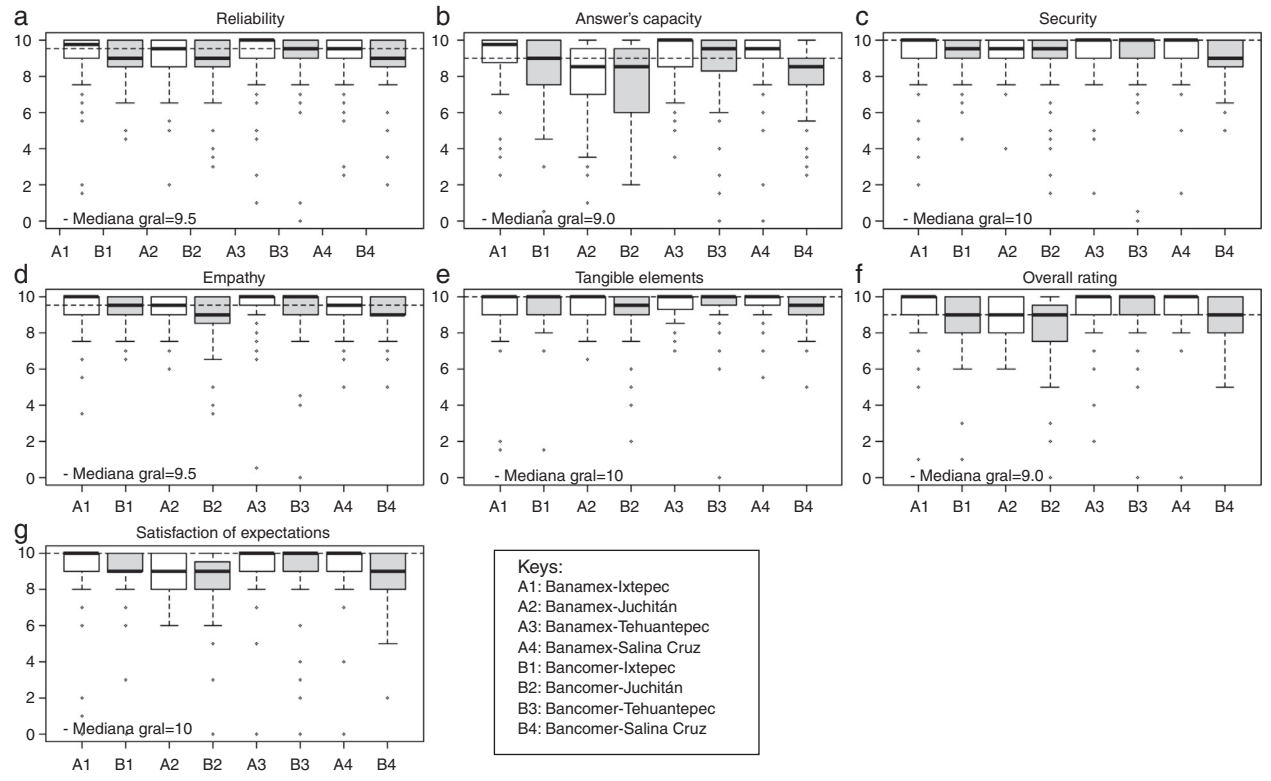 a Reliability
10
8
6
4
2
0
- Mediana gral=9.5
A1 B1 A2 B2 A3 B3 A4 B4
b Answer's capacity
10
8
6
4
2
0
- Mediana gral=9.0
A1 B1 A2 B2 A3 B3 A4 B4
c Security
10
8
6
4
2
0
- Mediana gral=10
A1 B1 A2 B2 A3 B3 A4 B4
d Empathy
10
8
6
4
2
0
- Mediana gral=9.5
A1 B1 A2 B2 A3 B3 A4 B4
e Tangible elements
10
8
6
4
2
0
- Mediana gral=10
A1 B1 A2 B2 A3 B3 A4 B4
f Overall rating
10
8
6
4
2
0
- Mediana gral=9.0
A1 B1 A2 B2 A3 B3 A4 B4
g Satisfaction of expectations
10
8
6
4
2
0
- Mediana gral=10
A1 B1 A2 B2 A3 B3 A4 B4
Keys:
A1: Banamex-Ixtepec
A2: Banamex-Juchitán
A3: Banamex-Tehuantepec
A4: Banamex-Salina Cruz
B1: Bancomer-Ixtepec
B2: Bancomer-Juchitán
B3: Bancomer-Tehuantepec
B4: Bancomer-Salina Cruz